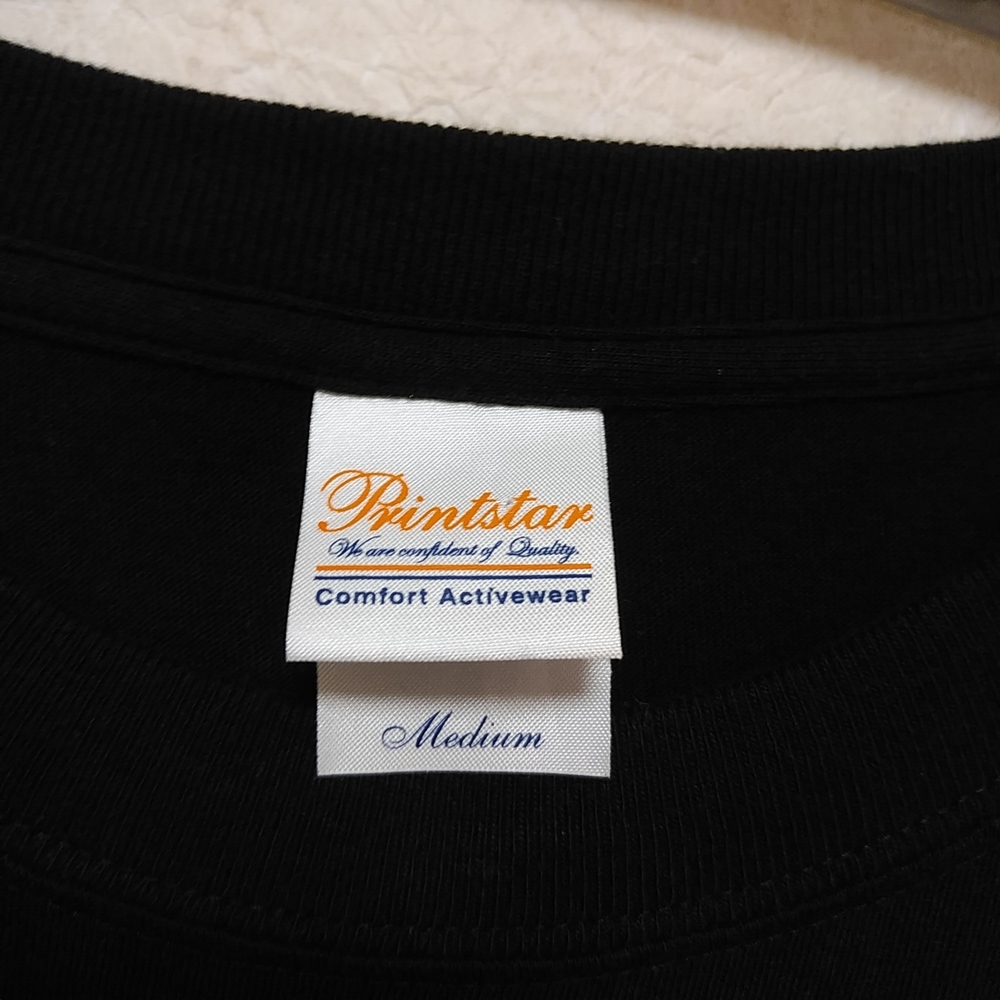 Printstar
We are confident of Quality.
Comfort Activewear
Medium